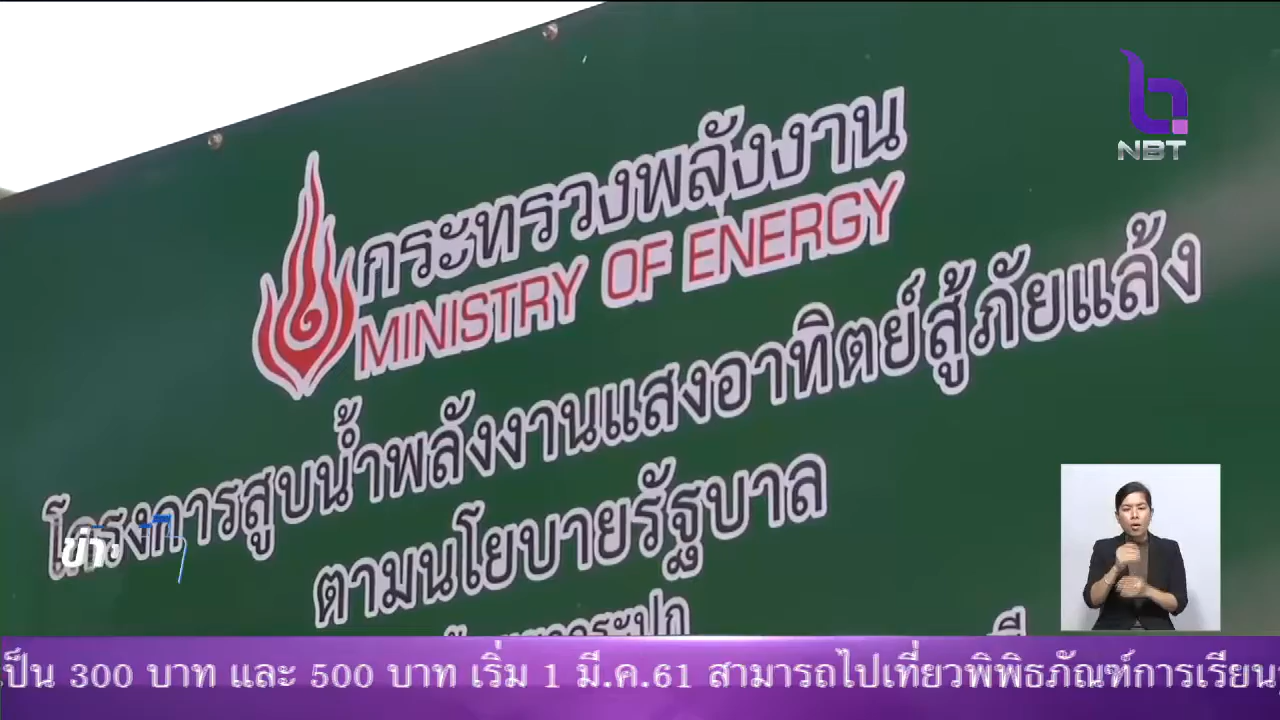 NBT
กระทรวงพลังงาน
MINISTRY OF ENERGY
โครงการสูบน้ำพลังงานแสงอาทิตย์สู้ภัยแล้ง
ตามนโยบายรัฐบาล
เป็น 300 บาท และ 500 บาท เริ่ม 1 มี.ค.61 สามารถไปเที่ยวพิพิธภัณฑ์การเรียน